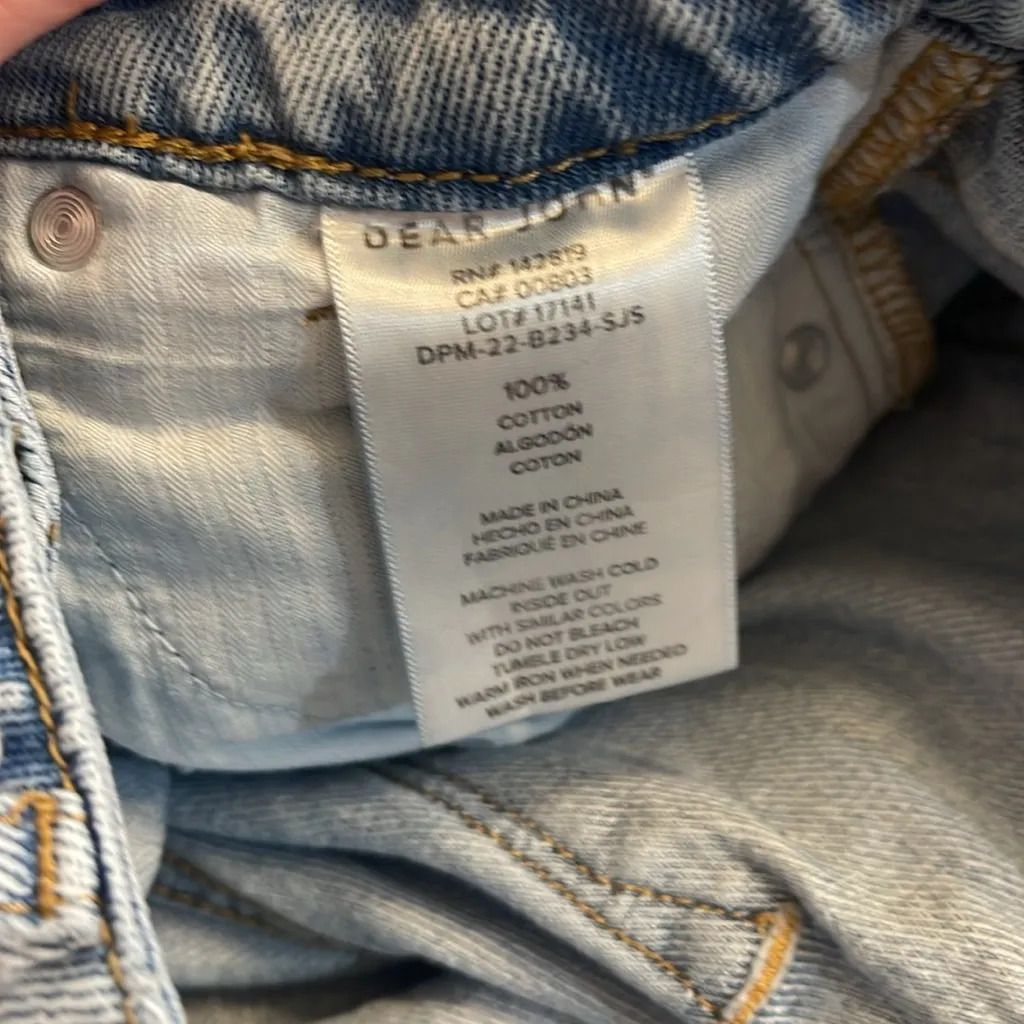 DEAR JOHN
RN# 142619
CA# 00603
LOT# 17141
DPM-22-B234-SJS
100%
COTTON
ALGODÓN
COTON
MADE IN CHINA
HECHO EN CHINA
FABRIQUÉ EN CHINE
MACHINE WASH COLD
INSIDE OUT
WITH SIMILAR COLORS
DO NOT BLEACH
TUMBLE DRY LOW
WARM IRON WHEN NEEDED
WASH BEFORE WEAR